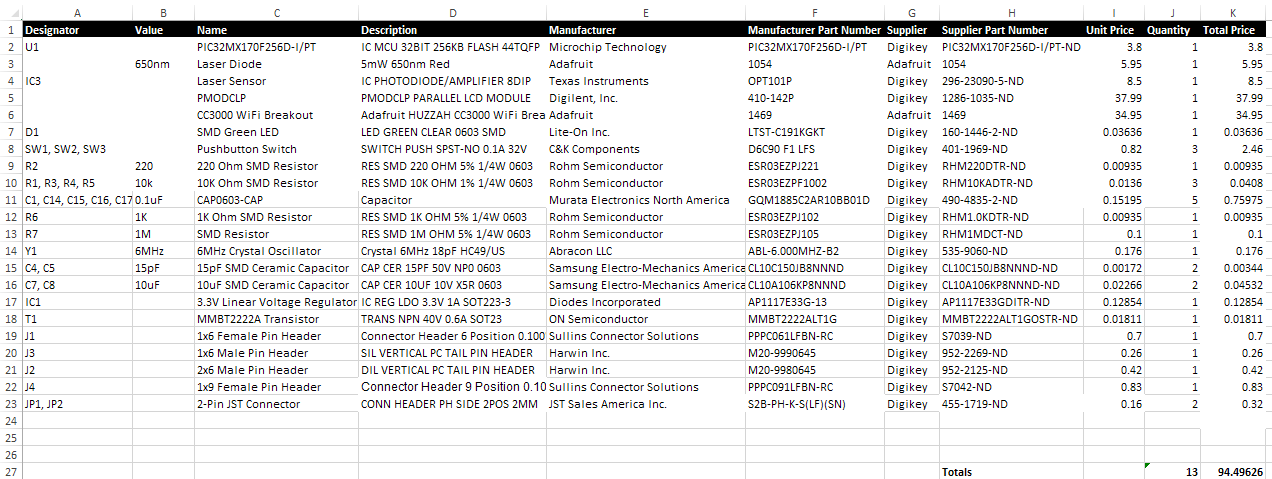 A B C D E F G H I J K
1 Designator Value Name Description Manufacturer Manufacturer Part Number Supplier Supplier Part Number Unit Price Quantity Total Price
2 U1 PIC32MX170F256D-I/PT IC MCU 32BIT 256KB FLASH 44TQFP Microchip Technology PIC32MX170F256D-I/PT Digikey PIC32MX170F256D-I/PT-ND 3.8 1 3.8
3 650nm Laser Diode 5mW 650nm Red Adafruit 1054 Adafruit 1054 5.95 1 5.95
4 IC3 Laser Sensor IC PHOTODIODE/AMPLIFIER 8DIP Texas Instruments OPT101P Digikey 296-23090-5-ND 8.5 1 8.5
5 PMODCLP PMODCLP PARALLEL LCD MODULE Digilent, Inc. 410-142P Digikey 1286-1035-ND 37.99 1 37.99
6 CC3000 WiFi Breakout Adafruit HUZZAH CC3000 WiFi Brea Adafruit 1469 Adafruit 1469 34.95 1 34.95
7 D1 SMD Green LED LED GREEN CLEAR 0603 SMD Lite-On Inc. LTST-C191KGKT Digikey 160-1446-2-ND 0.03636 1 0.03636
8 SW1, SW2, SW3 Pushbutton Switch SWITCH PUSH SPST-NO 0.1A 32V C&K Components D6C90 F1 LFS Digikey 401-1969-ND 0.82 3 2.46
9 R2 220 220 Ohm SMD Resistor RES SMD 220 OHM 5% 1/4W 0603 Rohm Semiconductor ESR03EZPJ221 Digikey RHM220DTR-ND 0.00935 1 0.00935
10 R1, R3, R4, R5 10k 10K Ohm SMD Resistor RES SMD 10K OHM 1% 1/4W 0603 Rohm Semiconductor ESR03EZPF1002 Digikey RHM10KADTR-ND 0.0136 3 0.0408
11 C1, C14, C15, C16, C17 0.1uF CAP0603-CAP Capacitor Murata Electronics North America GQM1885C2AR10BB01D Digikey 490-4835-2-ND 0.15195 5 0.75975
12 R6 1K 1K Ohm SMD Resistor RES SMD 1K OHM 5% 1/4W 0603 Rohm Semiconductor ESR03EZPJ102 Digikey RHM1.0KDTR-ND 0.00935 1 0.00935
13 R7 1M SMD Resistor RES SMD 1M OHM 5% 1/4W 0603 Rohm Semiconductor ESR03EZPJ105 Digikey RHM1MDCT-ND 0.1 1 0.1
14 Y1 6MHz 6MHz Crystal Oscillator Crystal 6MHz 18pF HC49/US Abracon LLC ABL-6.000MHZ-B2 Digikey 535-9060-ND 0.176 1 0.176
15 C4, C5 15pF 15pF SMD Ceramic Capacitor CAP CER 15PF 50V NP0 0603 Samsung Electro-Mechanics America CL10C150JB8NNND Digikey CL10C150JB8NNND-ND 0.00172 2 0.00344
16 C7, C8 10uF 10uF SMD Ceramic Capacitor CAP CER 10UF 10V X5R 0603 Samsung Electro-Mechanics America CL10A106KP8NNND Digikey CL10A106KP8NNND-ND 0.02266 2 0.04532
17 IC1 3.3V Linear Voltage Regulator IC REG LDO 3.3V 1A SOT223-3 Diodes Incorporated AP1117E33G-13 Digikey AP1117E33GDITR-ND 0.12854 1 0.12854
18 T1 MMBT2222A Transistor TRANS NPN 40V 0.6A SOT23 ON Semiconductor MMBT2222ALT1G Digikey MMBT2222ALT1GOSTR-ND 0.01811 1 0.01811
19 J1 1x6 Female Pin Header Connector Header 6 Position 0.100 Sullins Connector Solutions PPPC061LFBN-RC Digikey S7039-ND 0.7 1 0.7
20 J3 1x6 Male Pin Header SIL VERTICAL PC TAIL PIN HEADER Harwin Inc. M20-9990645 Digikey 952-2269-ND 0.26 1 0.26
21 J2 2x6 Male Pin Header DIL VERTICAL PC TAIL PIN HEADER Harwin Inc. M20-9980645 Digikey 952-2125-ND 0.42 1 0.42
22 J4 1x9 Female Pin Header Connector Header 9 Position 0.10 Sullins Connector Solutions PPPC091LFBN-RC Digikey S7042-ND 0.83 1 0.83
23 JP1, JP2 2-Pin JST Connector CONN HEADER PH SIDE 2POS 2MM JST Sales America Inc. S2B-PH-K-S(LF)(SN) Digikey 455-1719-ND 0.16 2 0.32
24
25
26
27 Totals 13 94.49626